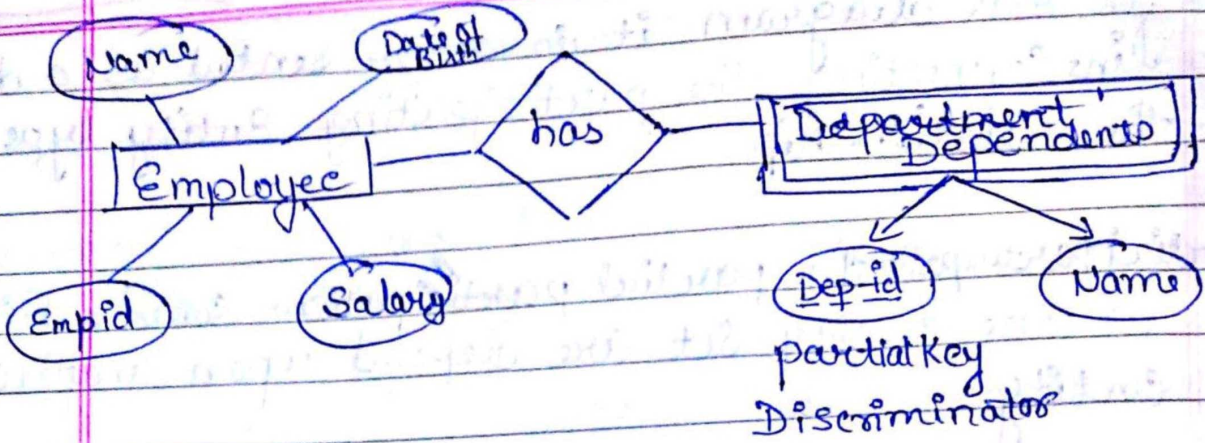 Name
Date of
Birth
has
Department
Dependents
Employee
Emp id
Salary
Dep-id
Name
partial Key
Discriminator